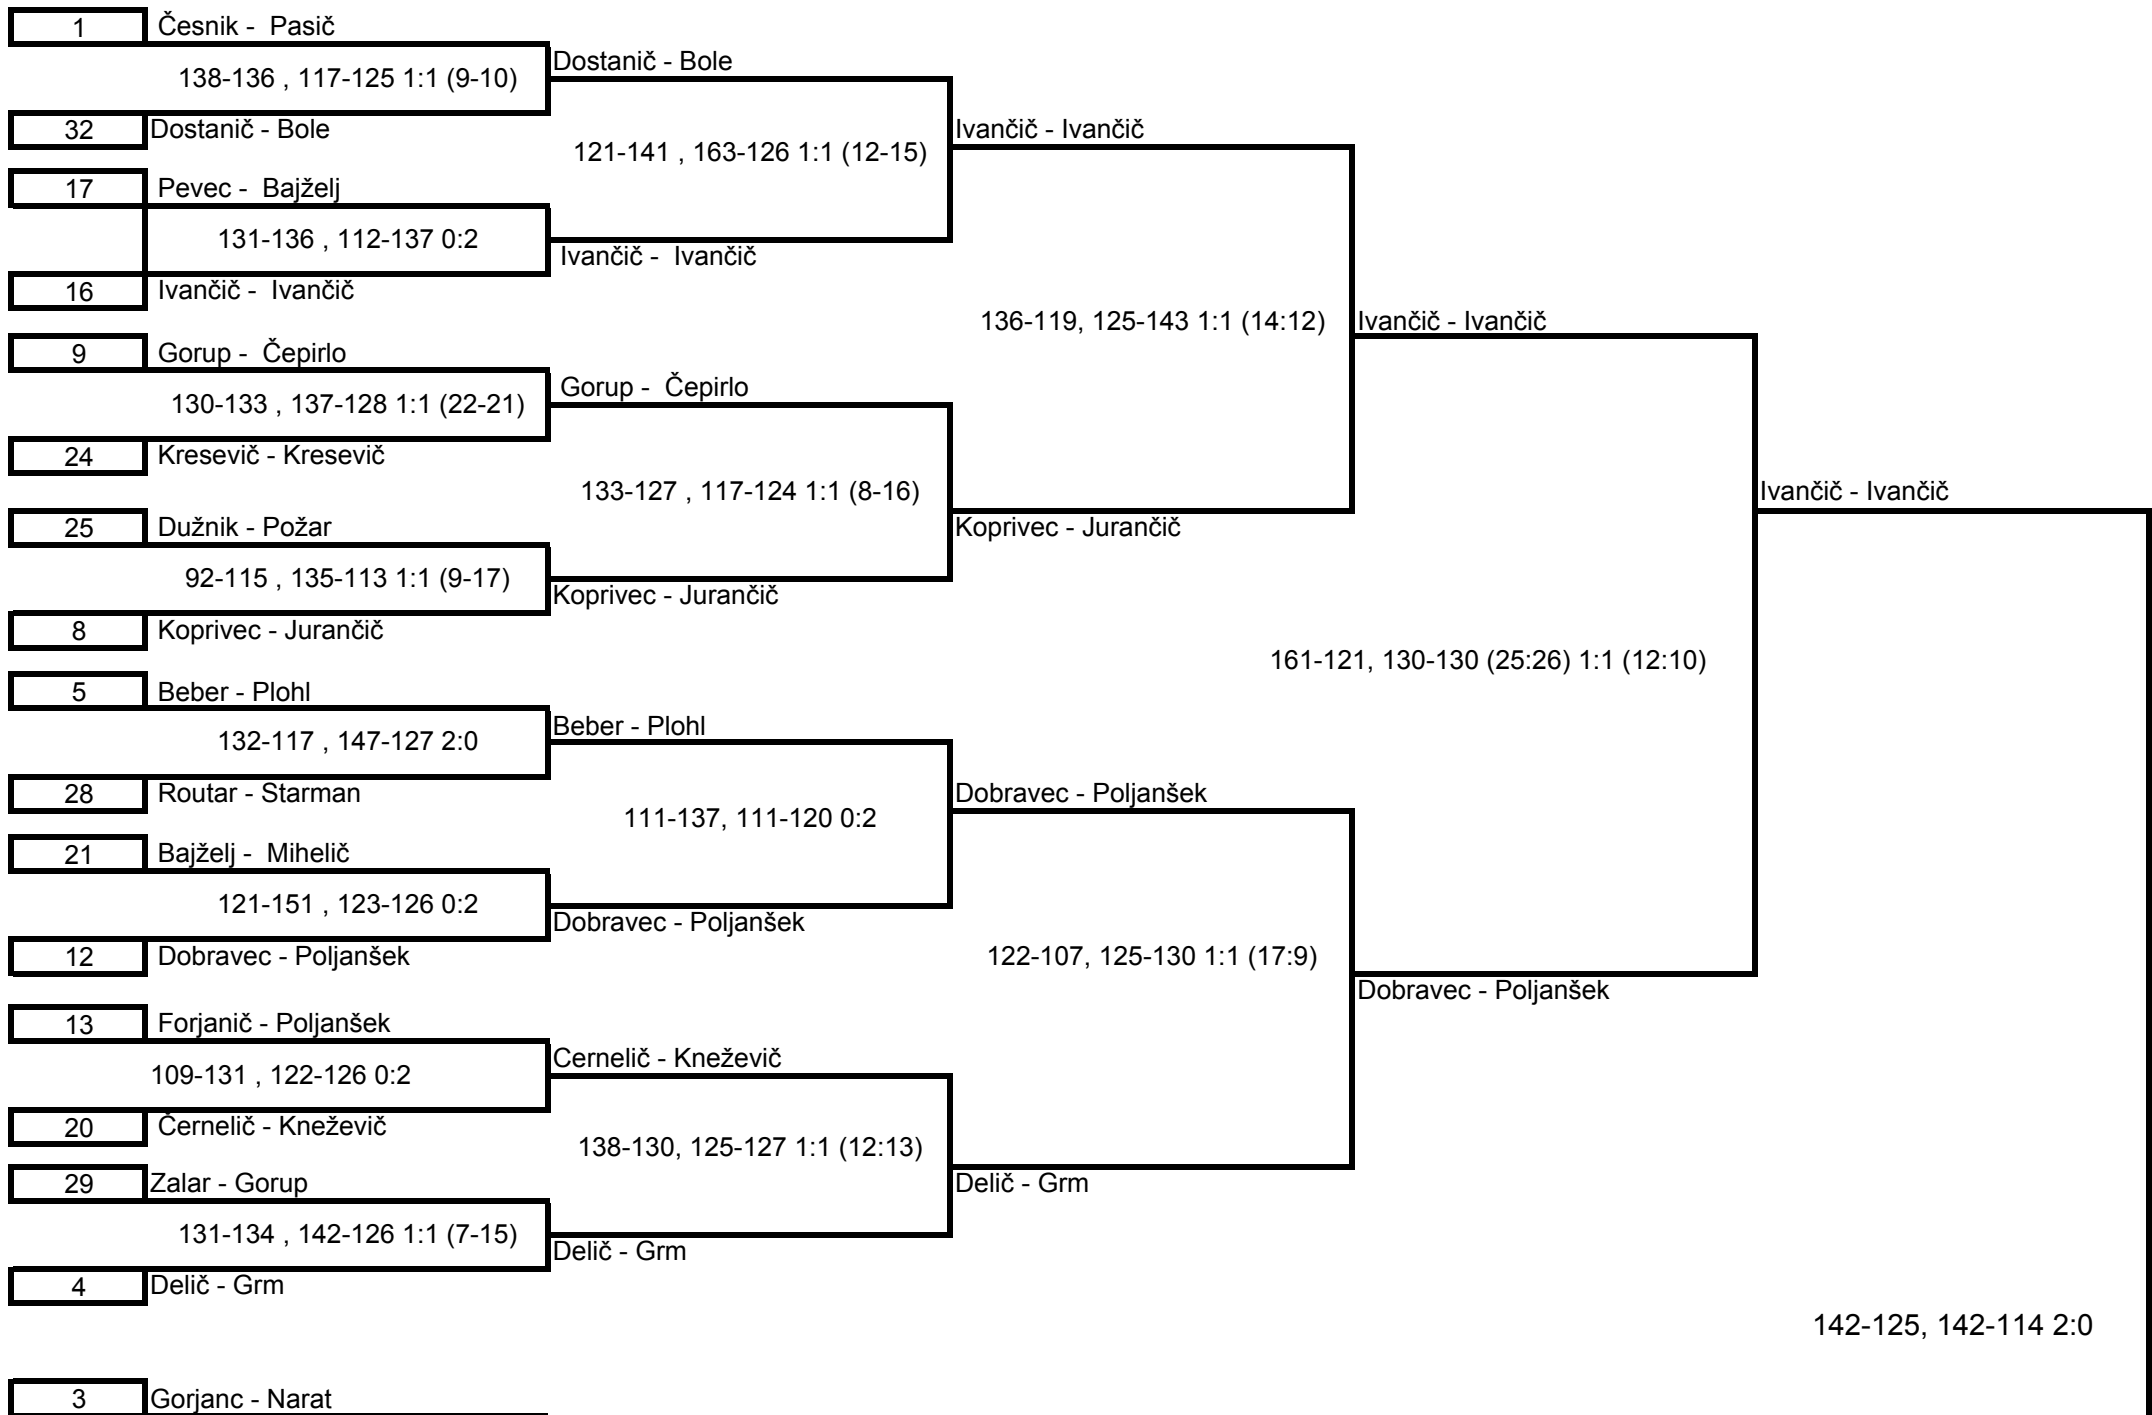 1 Česnik - Pasič
Dostanič - Bole
138-136 , 117-125 1:1 (9-10)
32 Dostanič - Bole
Ivančič - Ivančič
121-141 , 163-126 1:1 (12-15)
17 Pevec - Bajželj
131-136 , 112-137 0:2
Ivančič - Ivančič
16 Ivančič - Ivančič
136-119, 125-143 1:1 (14:12)
Ivančič - Ivančič
9 Gorup - Čepirlo
Gorup - Čepirlo
130-133 , 137-128 1:1 (22-21)
24 Kresevič - Kresevič
133-127 , 117-124 1:1 (8-16)
Ivančič - Ivančič
25 Dužnik - Požar
Koprivec - Jurančič
92-115 , 135-113 1:1 (9-17)
Koprivec - Jurančič
8 Koprivec - Jurančič
161-121, 130-130 (25:26) 1:1 (12:10)
5 Beber - Plohl
Beber - Plohl
132-117 , 147-127 2:0
28 Routar - Starman
Dobravec - Poljanšek
111-137, 111-120 0:2
21 Bajželj - Mihelič
121-151 , 123-126 0:2
Dobravec - Poljanšek
12 Dobravec - Poljanšek
122-107, 125-130 1:1 (17:9)
Dobravec - Poljanšek
13 Forjanič - Poljanšek
Cernelič - Kneževič
109-131 , 122-126 0:2
20 Černelič - Kneževič
138-130, 125-127 1:1 (12:13)
29 Zalar - Gorup
Delič - Grm
131-134 , 142-126 1:1 (7-15)
Delič - Grm
4 Delič - Grm
142-125, 142-114 2:0
3 Gorjanc - Narat